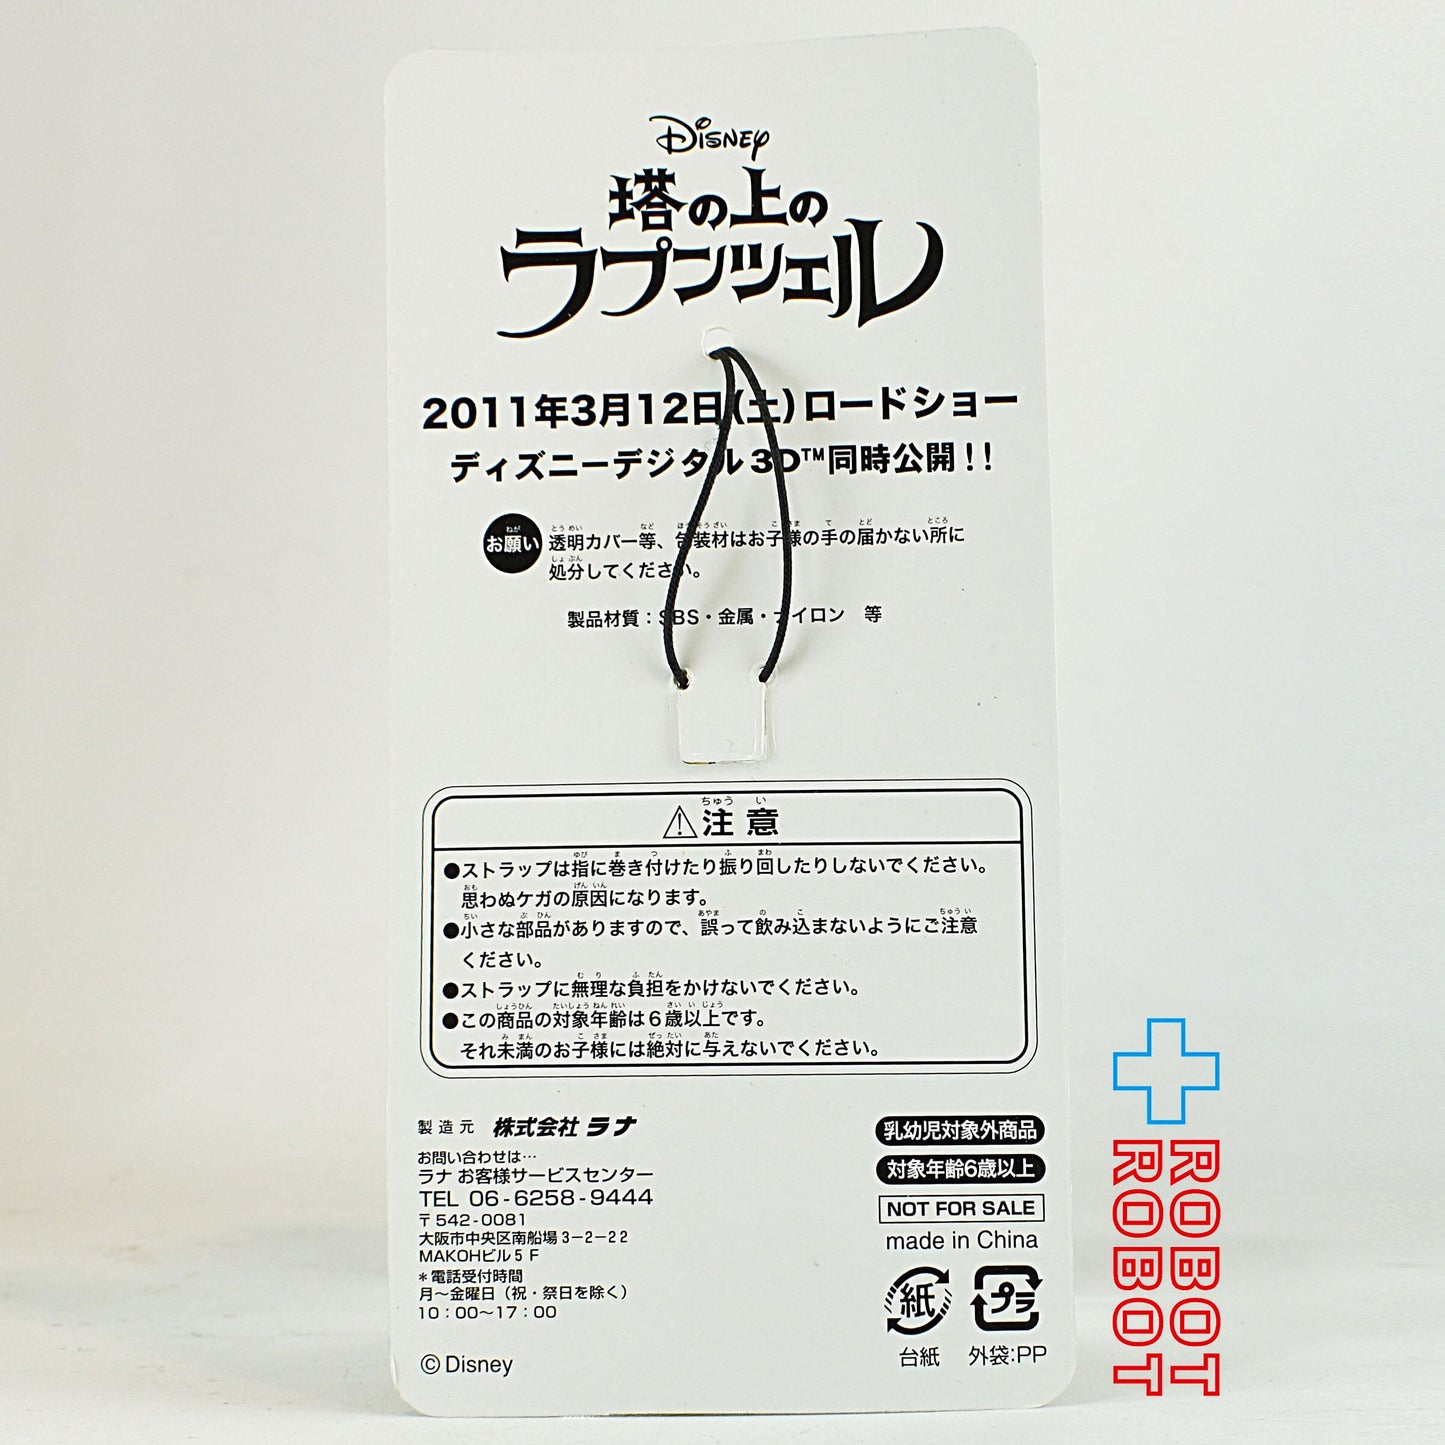 Disney
塔の上の
ラプンツェル
2011年3月12日(土)ロードショー
ディズニーデジタル3D™同時公開!!
お願い 透明カバー等、包装材はお子様の手の届かない所に
処分してください。
製品材質:SBS・金属・ナイロン 等
⚠注意
●ストラップは指に巻き付けたり振り回したりしないでください。
思わぬケガの原因になります。
●小さな部品がありますので、誤って飲み込まないようにご注意
ください。
●ストラップに無理な負担をかけないでください。
●この商品の対象年齢は6歳以上です。
それ未満のお子様には絶対に与えないでください。
製造元 株式会社ラナ
お問い合わせは…
ラナ お客様サービスセンター
TEL 06-6258-9444
〒542-0081
大阪市中央区南船場3-2-22
MAKOHビル5F
*電話受付時間
月〜金曜日(祝・祭日を除く)
10:00〜17:00
©Disney
乳幼児対象外商品
対象年齢6歳以上
NOT FOR SALE
made in China
紙
プラ
台紙
外袋:PP
ROBOT
ROBOT